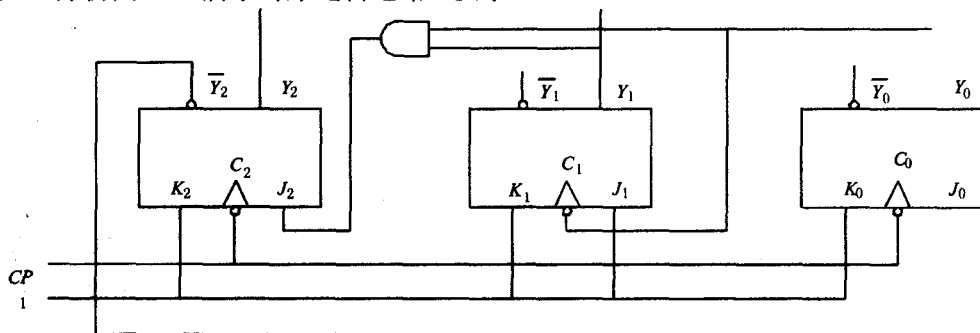 Y̅₂ Y₂ Y̅₁ Y₁ Y̅₀ Y₀
C₂ C₁ C₀
K₂ J₂ K₁ J₁ K₀ J₀
CP
1